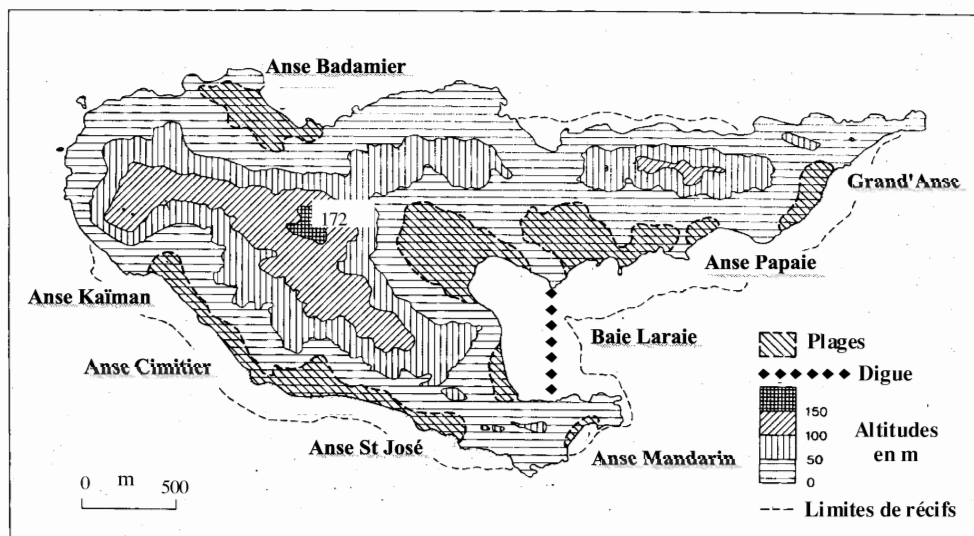 Anse Badamier
172
Grand'Anse
Anse Papaie
Anse Kaïman
Baie Laraie
Plages
Anse Cimitier
Digue
150
100
50
0
Altitudes
en m
Anse St José
Anse Mandarin
0 m 500
Limites de récifs